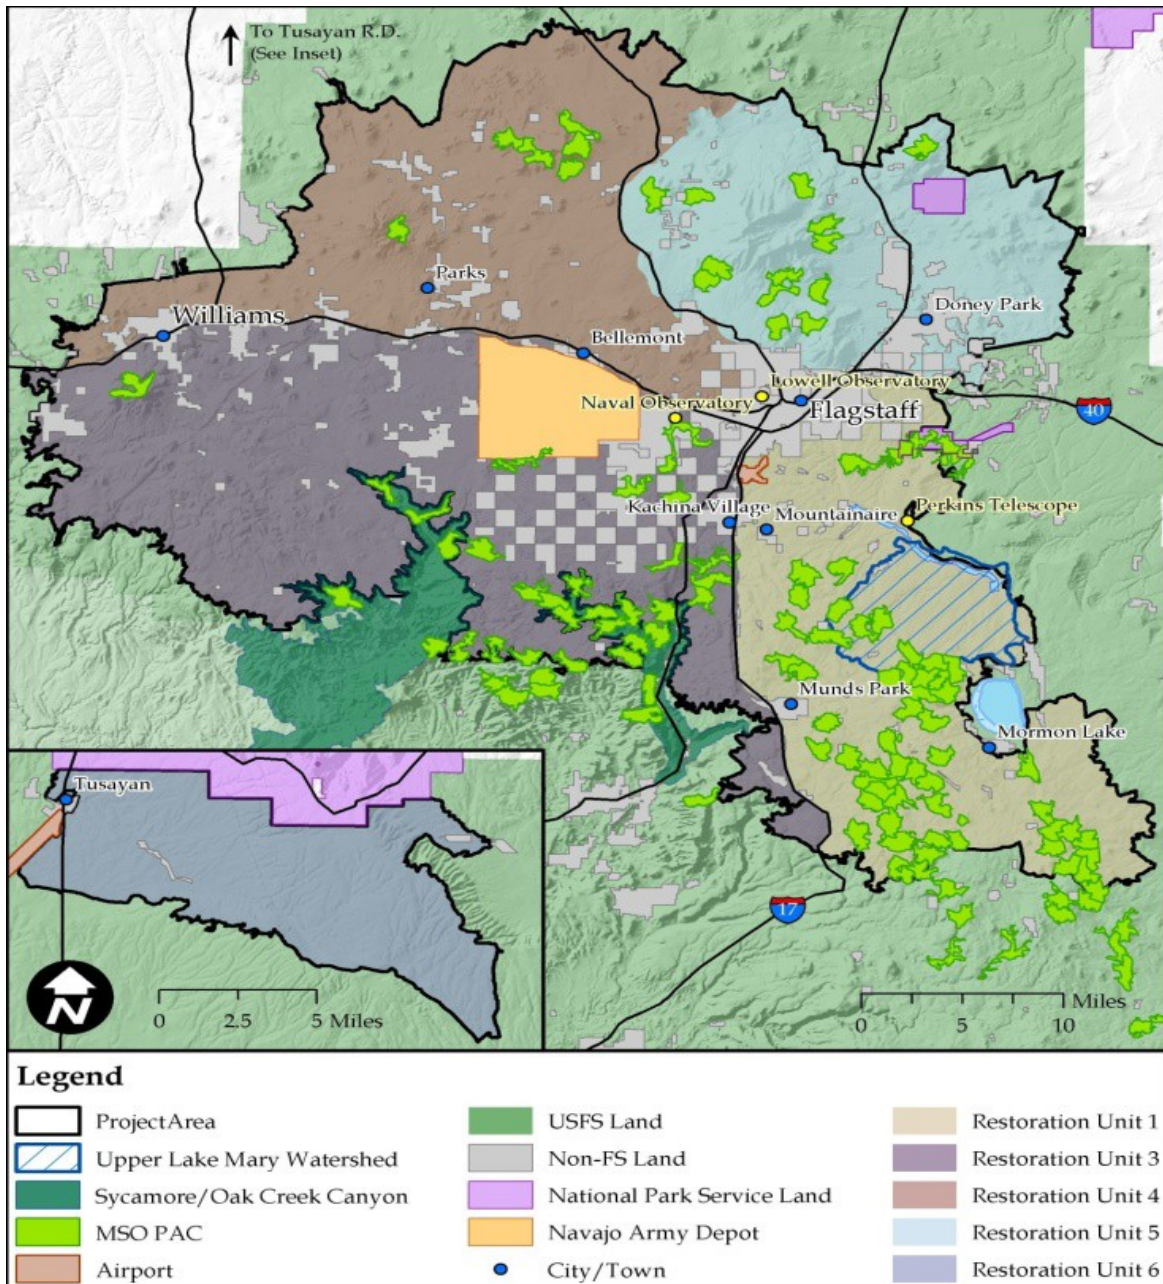 To Tusayan R.D.
(See Inset)
Parks
Williams
Doney Park
Bellemont
Lowell Observatory
Naval Observatory
Flagstaff
40
Kachina Village
Mountainaire
Perkins Telescope
Munds Park
Mormon Lake
Tusayan
17
N
0 2.5 5 Miles
Miles
0 5 10
Legend
ProjectArea
Upper Lake Mary Watershed
Sycamore/Oak Creek Canyon
MSO PAC
Airport
USFS Land
Non-FS Land
National Park Service Land
Navajo Army Depot
City/Town
Restoration Unit 1
Restoration Unit 3
Restoration Unit 4
Restoration Unit 5
Restoration Unit 6